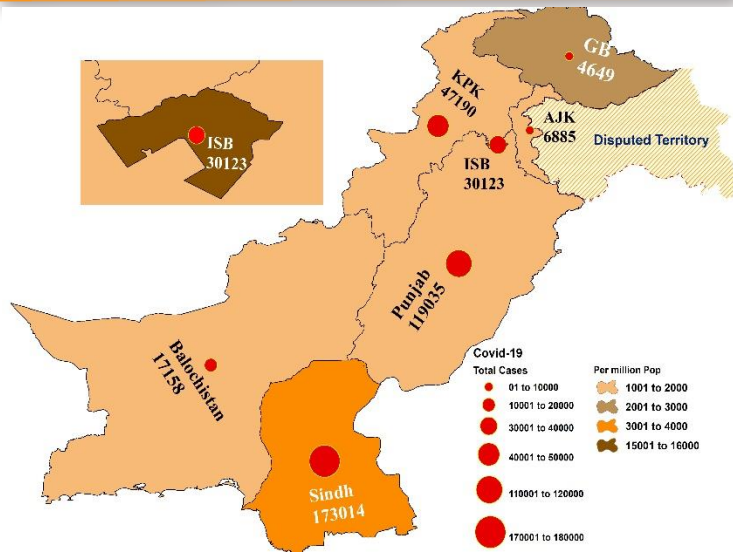 GB
4649
KPK
47190
AJK
6885
Disputed Territory
ISB
30123
ISB
30123
Punjab
119035
Balochistan
17158
Sindh
173014
Covid-19
Total Cases
01 to 10000
10001 to 20000
30001 to 40000
40001 to 50000
110001 to 120000
170001 to 180000
Per million Pop
1001 to 2000
2001 to 3000
3001 to 4000
15001 to 16000